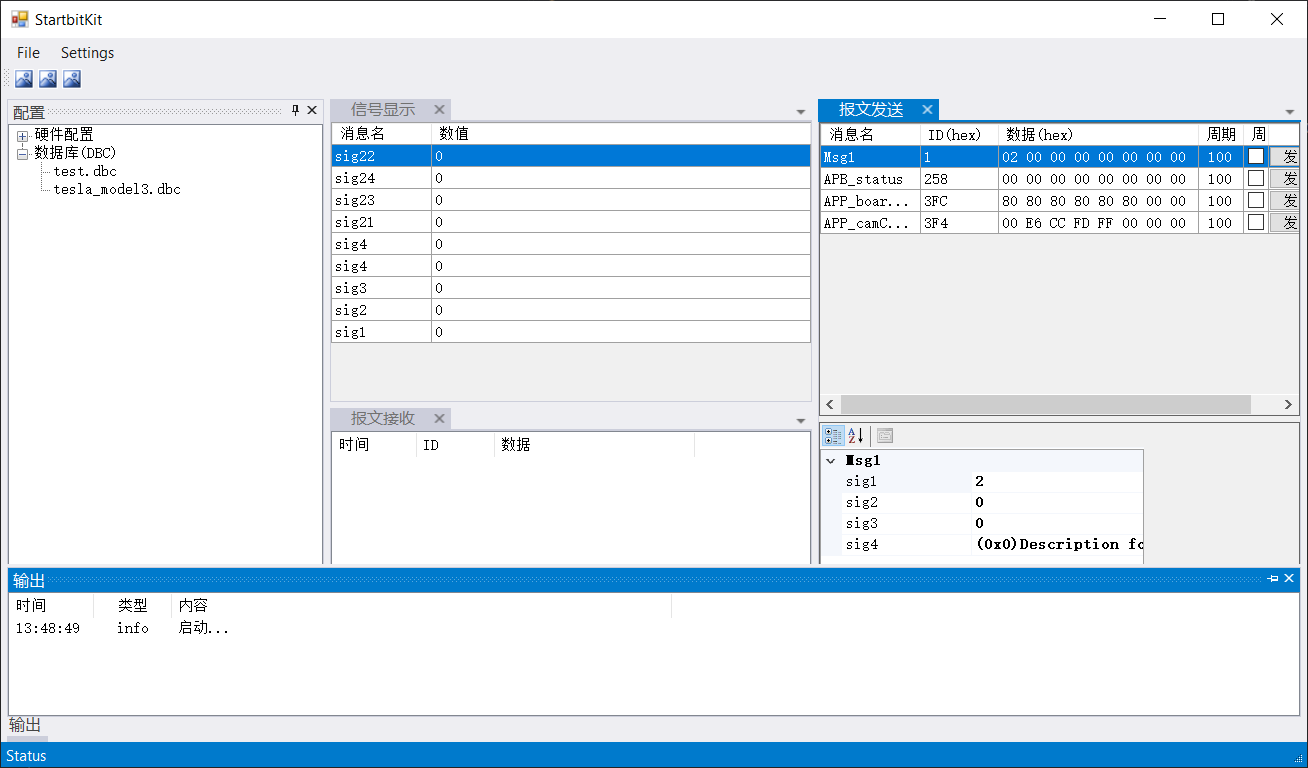 StartbitKit
File Settings
配置
硬件配置
数据库(DBC)
test.dbc
tesla_model3.dbc
信号显示
消息名 数值
sig22 0
sig24 0
sig23 0
sig21 0
sig4 0
sig4 0
sig3 0
sig2 0
sig1 0
报文接收
时间 ID 数据
报文发送
消息名 ID(hex) 数据(hex) 周期 周
Msg1 1 02 00 00 00 00 00 00 00 100 发
APB_status 258 00 00 00 00 00 00 00 00 100 发
APP_boar... 3FC 80 80 80 80 80 80 00 00 100 发
APP_camC... 3F4 00 E6 CC FD FF 00 00 00 100 发
Msg1
sig1 2
sig2 0
sig3 0
sig4 (0x0)Description fo
输出
时间 类型 内容
13:48:49 info 启动...
输出
Status